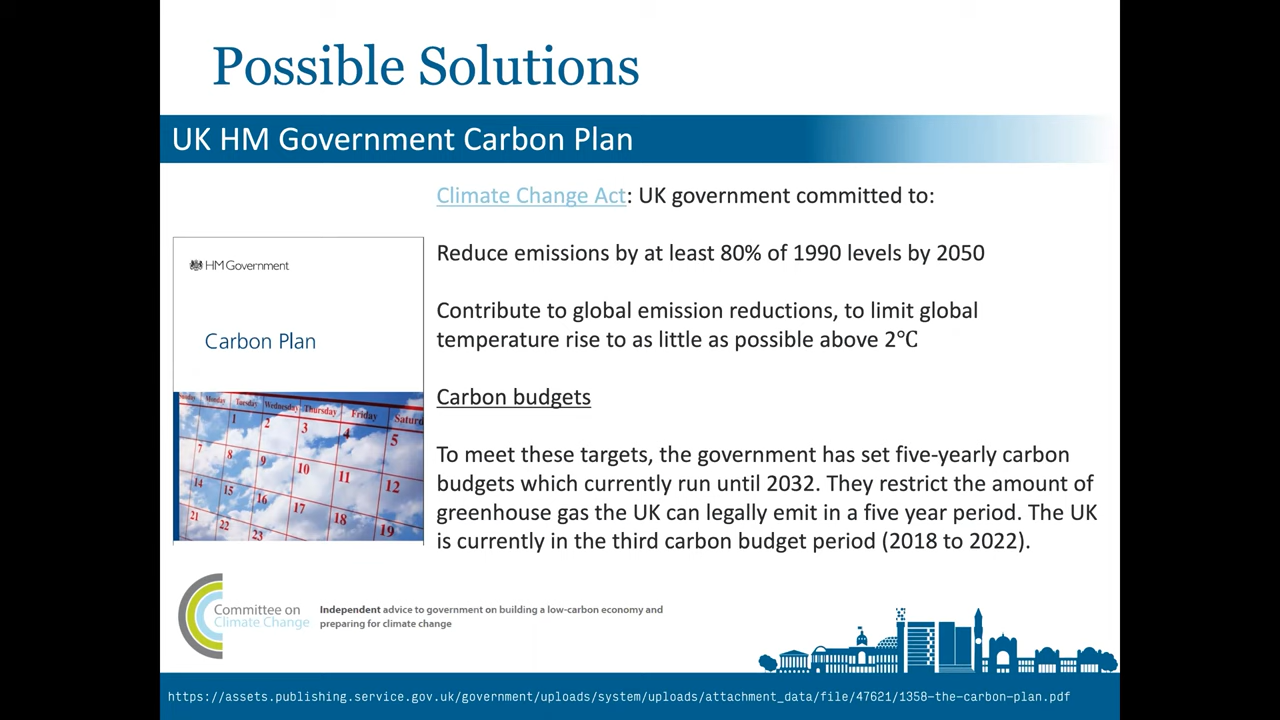 Possible Solutions
UK HM Government Carbon Plan
Climate Change Act: UK government committed to:
Reduce emissions by at least 80% of 1990 levels by 2050
Contribute to global emission reductions, to limit global
temperature rise to as little as possible above 2℃
Carbon budgets
To meet these targets, the government has set five-yearly carbon
budgets which currently run until 2032. They restrict the amount of
greenhouse gas the UK can legally emit in a five year period. The UK
is currently in the third carbon budget period (2018 to 2022).
HM Government
Carbon Plan
Monday Tuesday Wednesday Thursday Friday
1 2 3 4 5
7 8 9 10 11 12
14 15 16 17 18 19
21 22 23
Committee on
Climate Change
Independent advice to government on building a low-carbon economy and
preparing for climate change
https://assets.publishing.service.gov.uk/government/uploads/system/uploads/attachment_data/file/47621/1358-the-carbon-plan.pdf